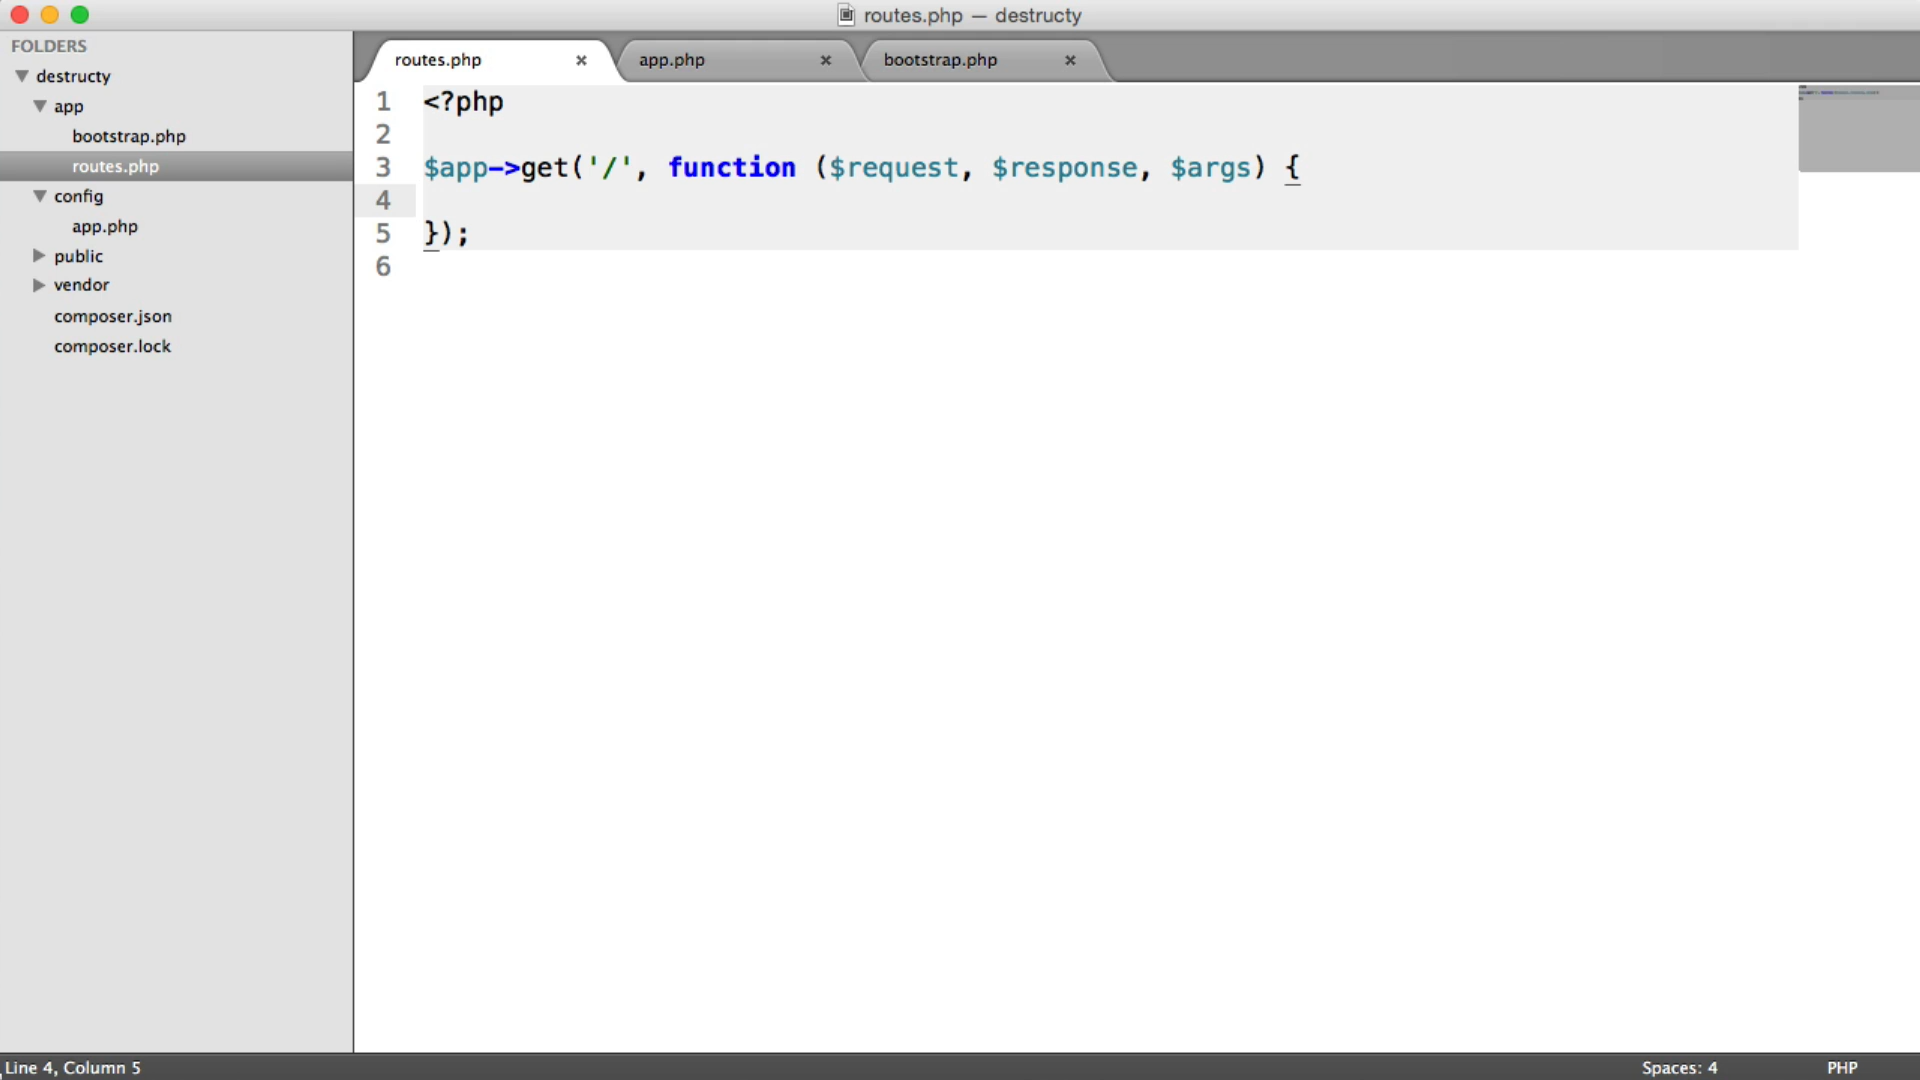 routes.php — destructy
FOLDERS
destructy
app
bootstrap.php
routes.php
config
app.php
public
vendor
composer.json
composer.lock
routes.php × app.php × bootstrap.php ×
1 <?php
2
3 $app->get('/', function ($request, $response, $args) {
4
5 });
6
Line 4, Column 5 Spaces: 4 PHP